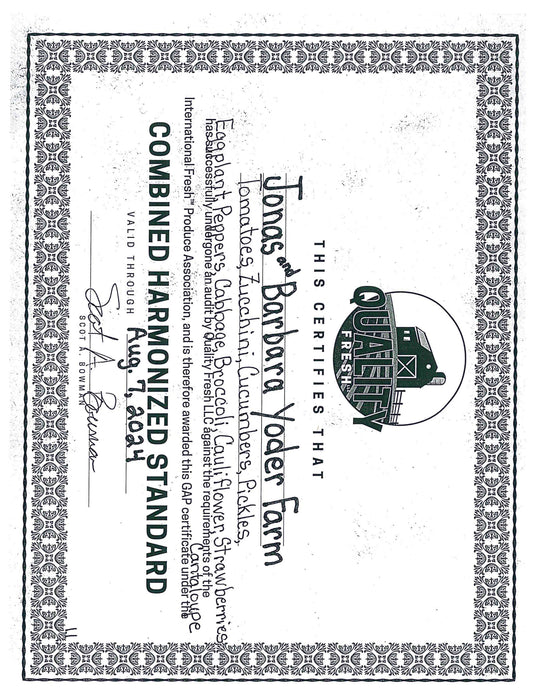 QUALITY
FRESH
THIS CERTIFIES THAT
Jonas and Barbara Yoder Farm
Tomatoes, Zucchini, Cucumbers, Pickles,
Eggplant, Peppers, Cabbage, Broccoli, Cauliflower, Strawberries,
Cantaloupe
has successfully undergone an audit by Quality Fresh LLC against the requirements of the
International Fresh™ Produce Association, and is therefore awarded this GAP certificate under the
COMBINED HARMONIZED STANDARD
VALID THROUGH Aug. 7, 2024
Scot A. Bowman
SCOT A. BOWMAN